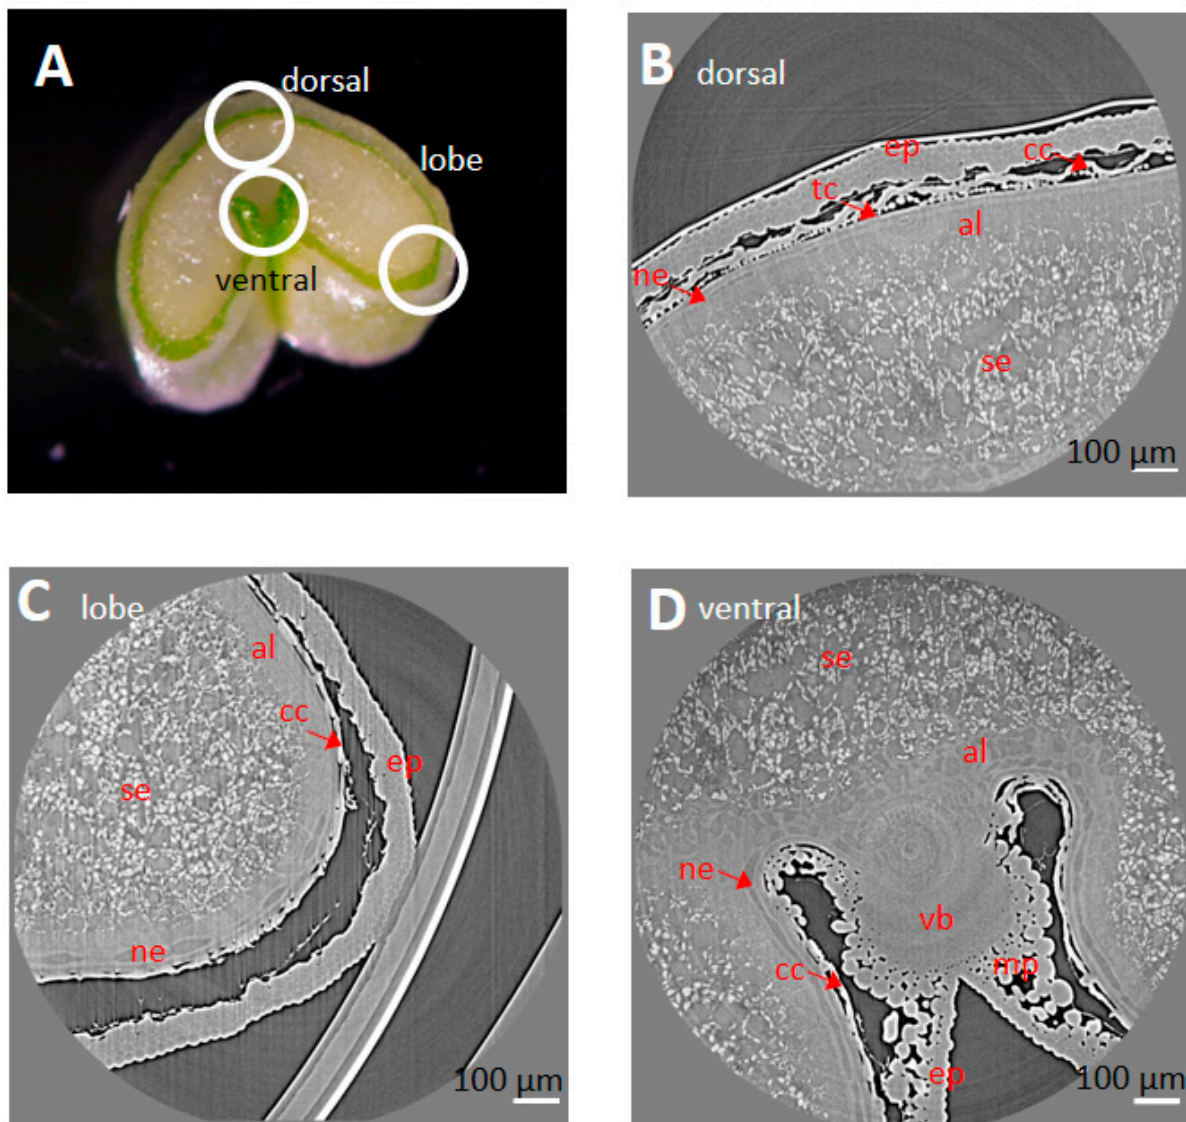 A
dorsal
lobe
ventral
B dorsal
ep
cc
tc
al
ne
se
100 µm
C lobe
al
cc
ep
se
ne
100 µm
D ventral
se
al
ne
vb
mp
cc
ep
100 µm